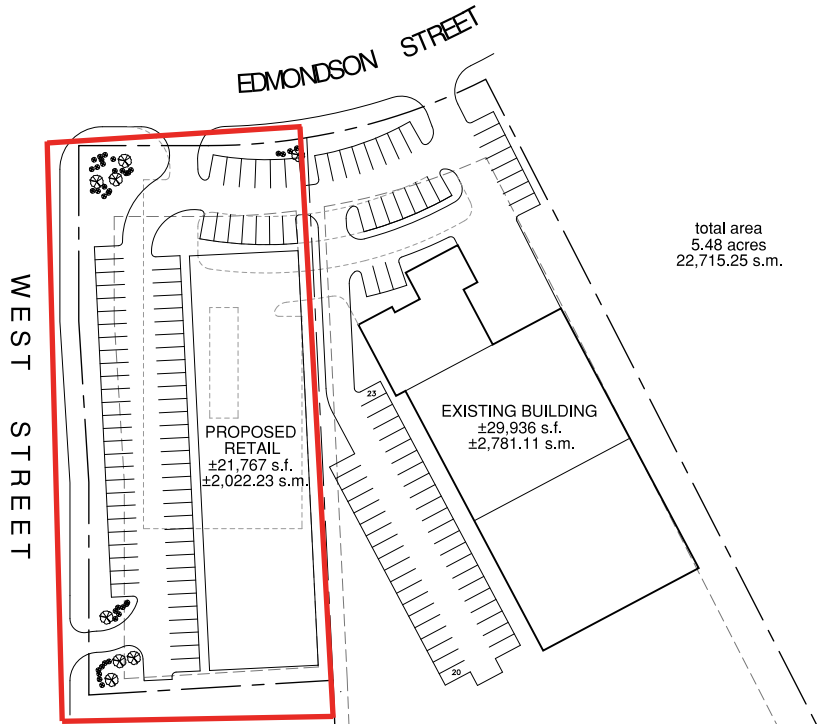 EDMONDSON STREET
total area
5.48 acres
22,715.25 s.m.
WEST STREET
23
EXISTING BUILDING
±29,936 s.f.
±2,781.11 s.m.
PROPOSED
RETAIL
±21,767 s.f.
±2,022.23 s.m.
20